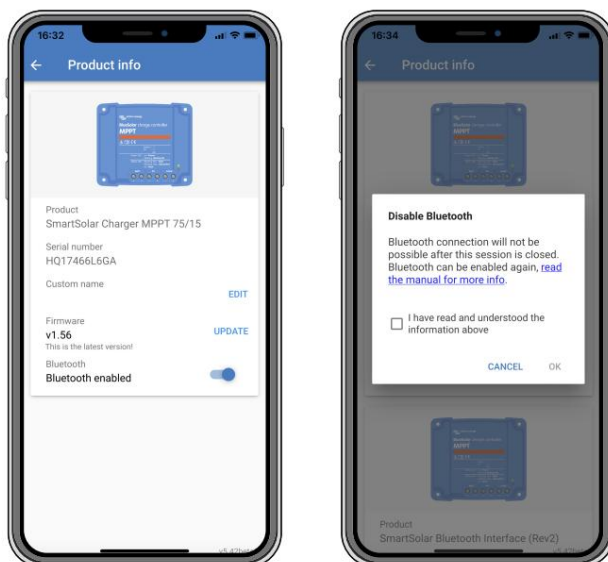 16:32
Product info
MPPT
Product
SmartSolar Charger MPPT 75/15
Serial number
HQ17466L6GA
Custom name
EDIT
Firmware
v1.56
UPDATE
This is the latest version!
Bluetooth
Bluetooth enabled
16:34
Product info
MPPT
Disable Bluetooth
Bluetooth connection will not be
possible after this session is closed.
Bluetooth can be enabled again, read
the manual for more info.
I have read and understood the
information above
CANCEL
OK
MPPT
Product
SmartSolar Bluetooth Interface (Rev2)